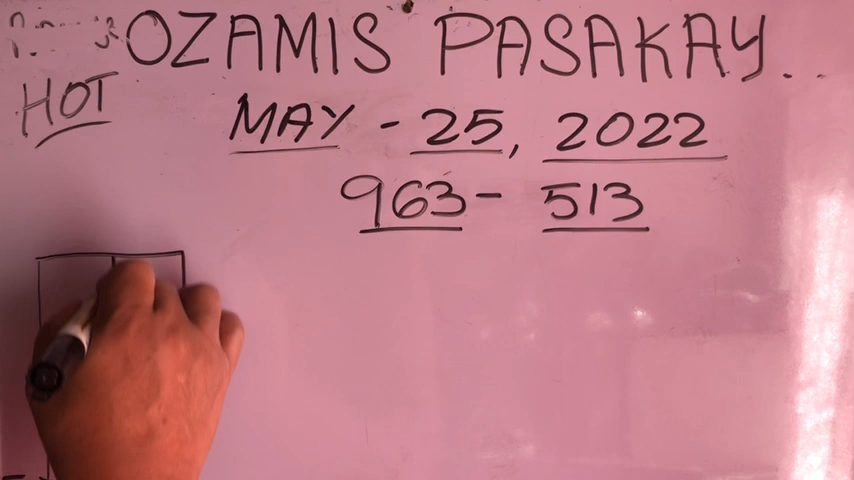 OZAMIS PASAKAY...
HOT
MAY - 25, 2022
963 - 513